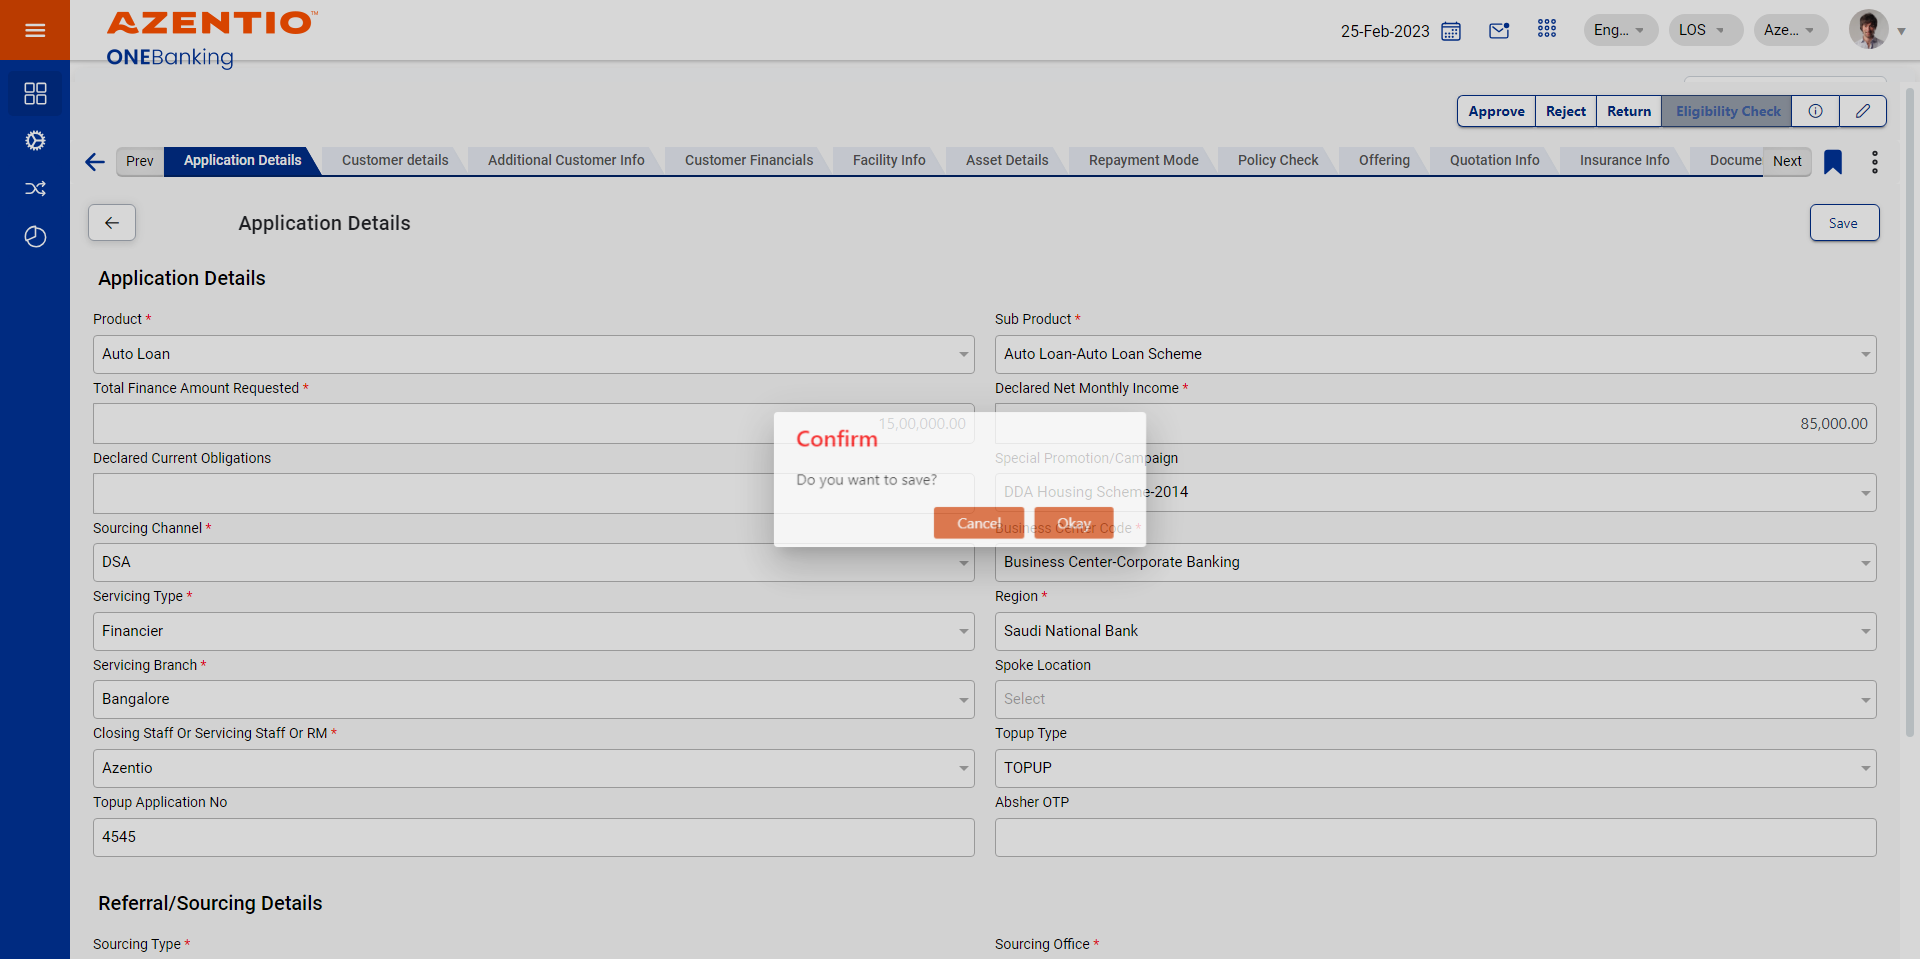 AZENTIO™
ONEBanking
25-Feb-2023
Eng...
LOS
Aze...
Approve
Reject
Return
Eligibility Check
Prev
Application Details
Customer details
Additional Customer Info
Customer Financials
Facility Info
Asset Details
Repayment Mode
Policy Check
Offering
Quotation Info
Insurance Info
Docume
Next
Application Details
Save
Application Details
Product *
Sub Product *
Auto Loan
Auto Loan-Auto Loan Scheme
Total Finance Amount Requested *
Declared Net Monthly Income *
15,00,000.00
85,000.00
Declared Current Obligations
Special Promotion/Campaign
DDA Housing Scheme-2014
Confirm
Do you want to save?
Cancel
Okay
Sourcing Channel *
Business Center Code *
DSA
Business Center-Corporate Banking
Servicing Type *
Region *
Financier
Saudi National Bank
Servicing Branch *
Spoke Location
Bangalore
Select
Closing Staff Or Servicing Staff Or RM *
Topup Type
Azentio
TOPUP
Topup Application No
Absher OTP
4545
Referral/Sourcing Details
Sourcing Type *
Sourcing Office *